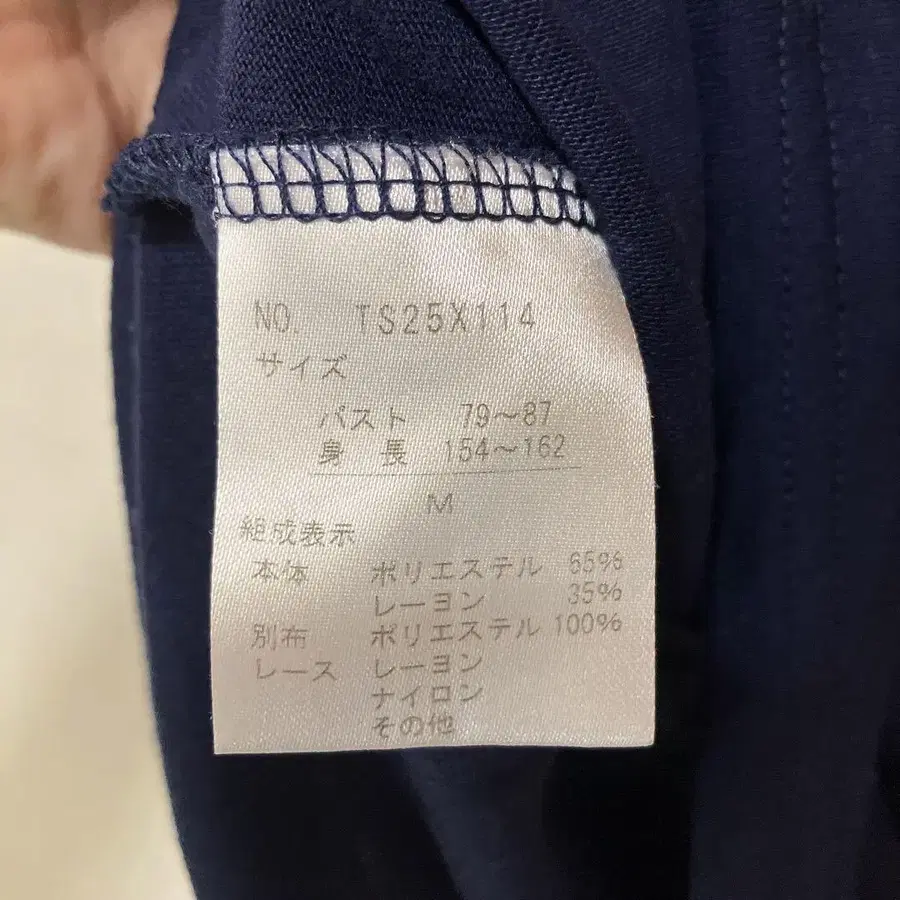 NO. TS25X114
サイズ
バスト 79～87
身長 154～162
M
組成表示
本体 ポリエステル 65%
レーヨン 35%
別布 ポリエステル 100%
レース レーヨン
ナイロン
その他